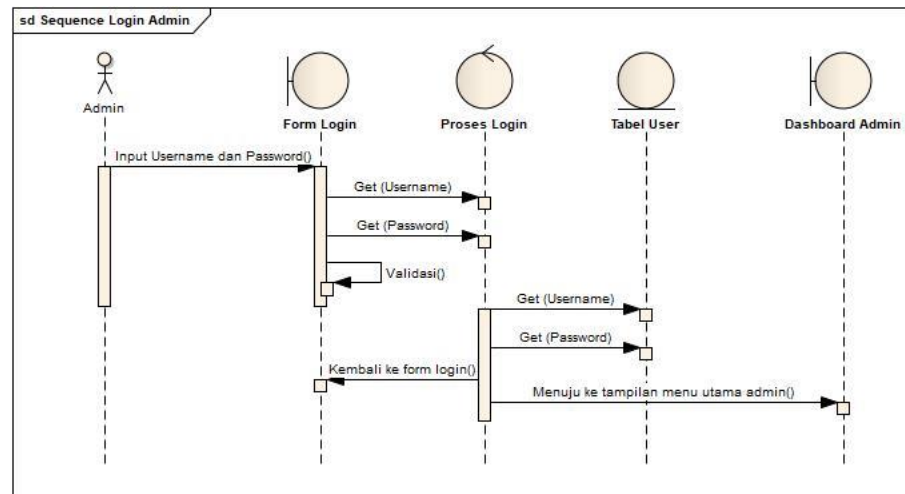 sd Sequence Login Admin
Admin
Form Login
Proses Login
Tabel User
Dashboard Admin
Input Username dan Password()
Get (Username)
Get (Password)
Validasi()
Get (Username)
Get (Password)
Kembali ke form login()
Menuju ke tampilan menu utama admin()